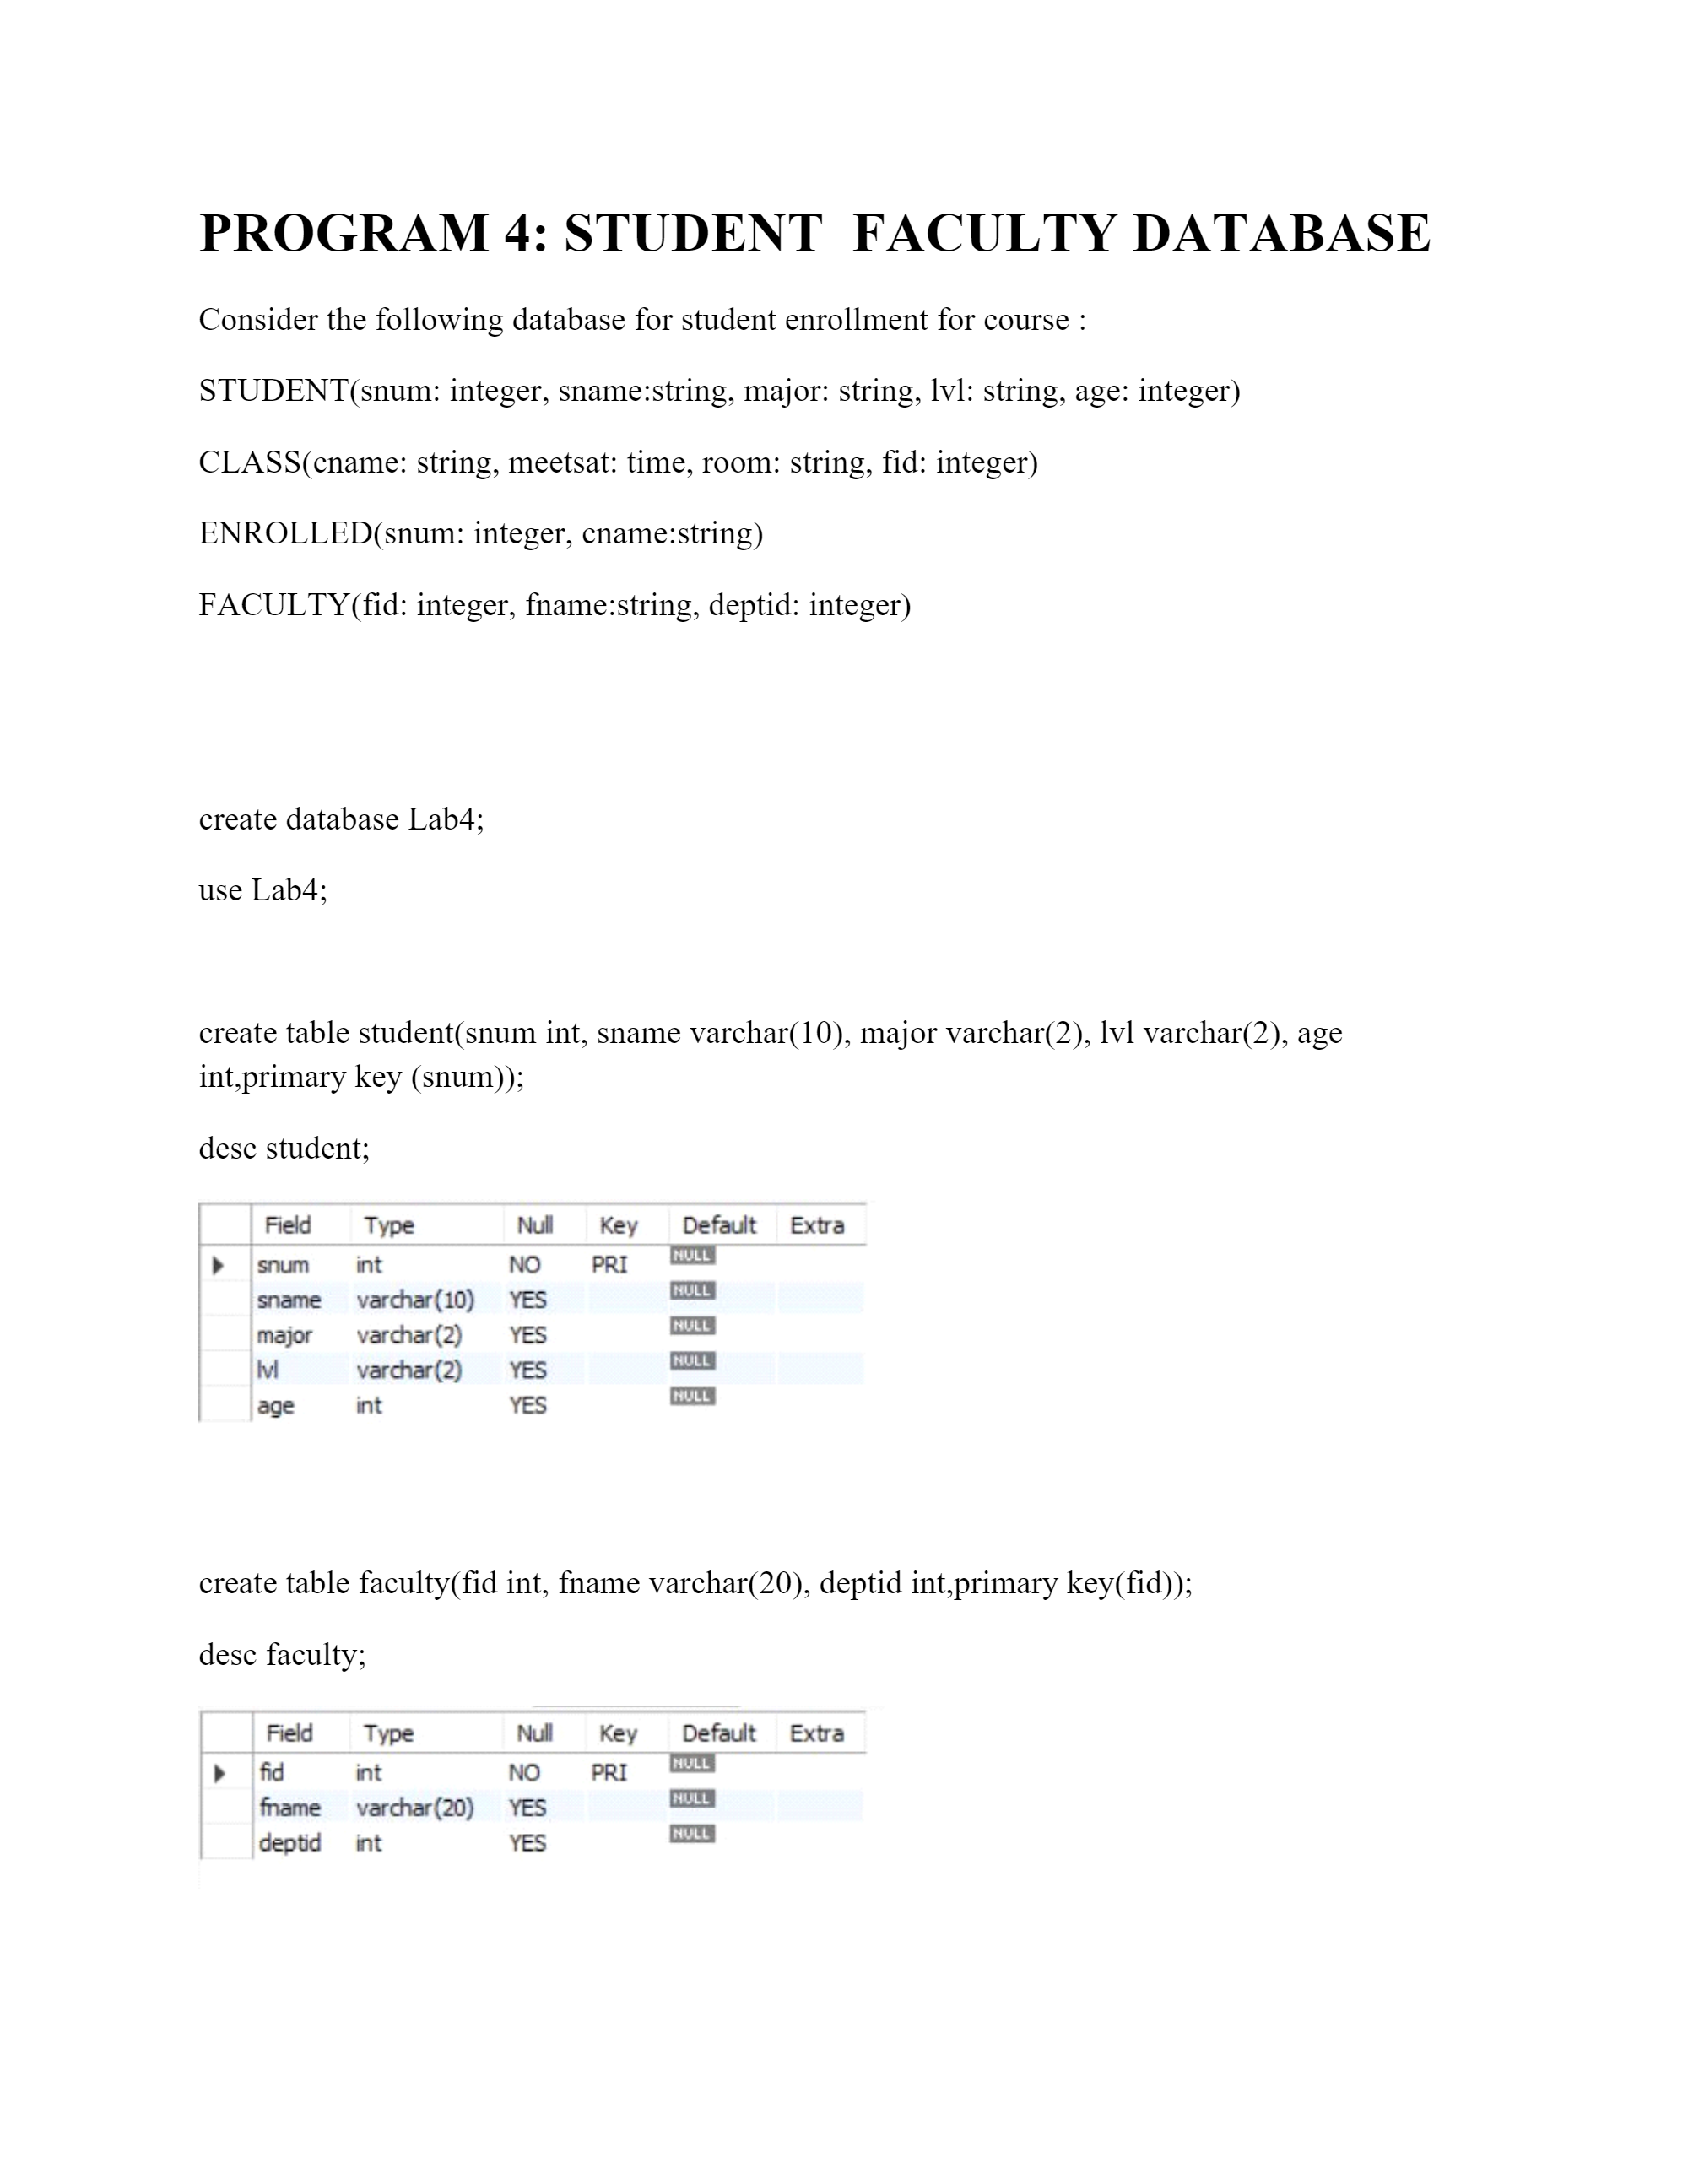 PROGRAM 4: STUDENT  FACULTY DATABASE
Consider the following database for student enrollment for course :
STUDENT(snum: integer, sname:string, major: string, lvl: string, age: integer)
CLASS(cname: string, meetsat: time, room: string, fid: integer)
ENROLLED(snum: integer, cname:string)
FACULTY(fid: integer, fname:string, deptid: integer)
create database Lab4;
use Lab4;
create table student(snum int, sname varchar(10), major varchar(2), lvl varchar(2), age
int,primary key (snum));
desc student;
Field Type Null Key Default Extra
snum int NO PRI NULL
sname varchar(10) YES NULL
major varchar(2) YES NULL
lvl varchar(2) YES NULL
age int YES NULL
create table faculty(fid int, fname varchar(20), deptid int,primary key(fid));
desc faculty;
Field Type Null Key Default Extra
fid int NO PRI NULL
fname varchar(20) YES NULL
deptid int YES NULL